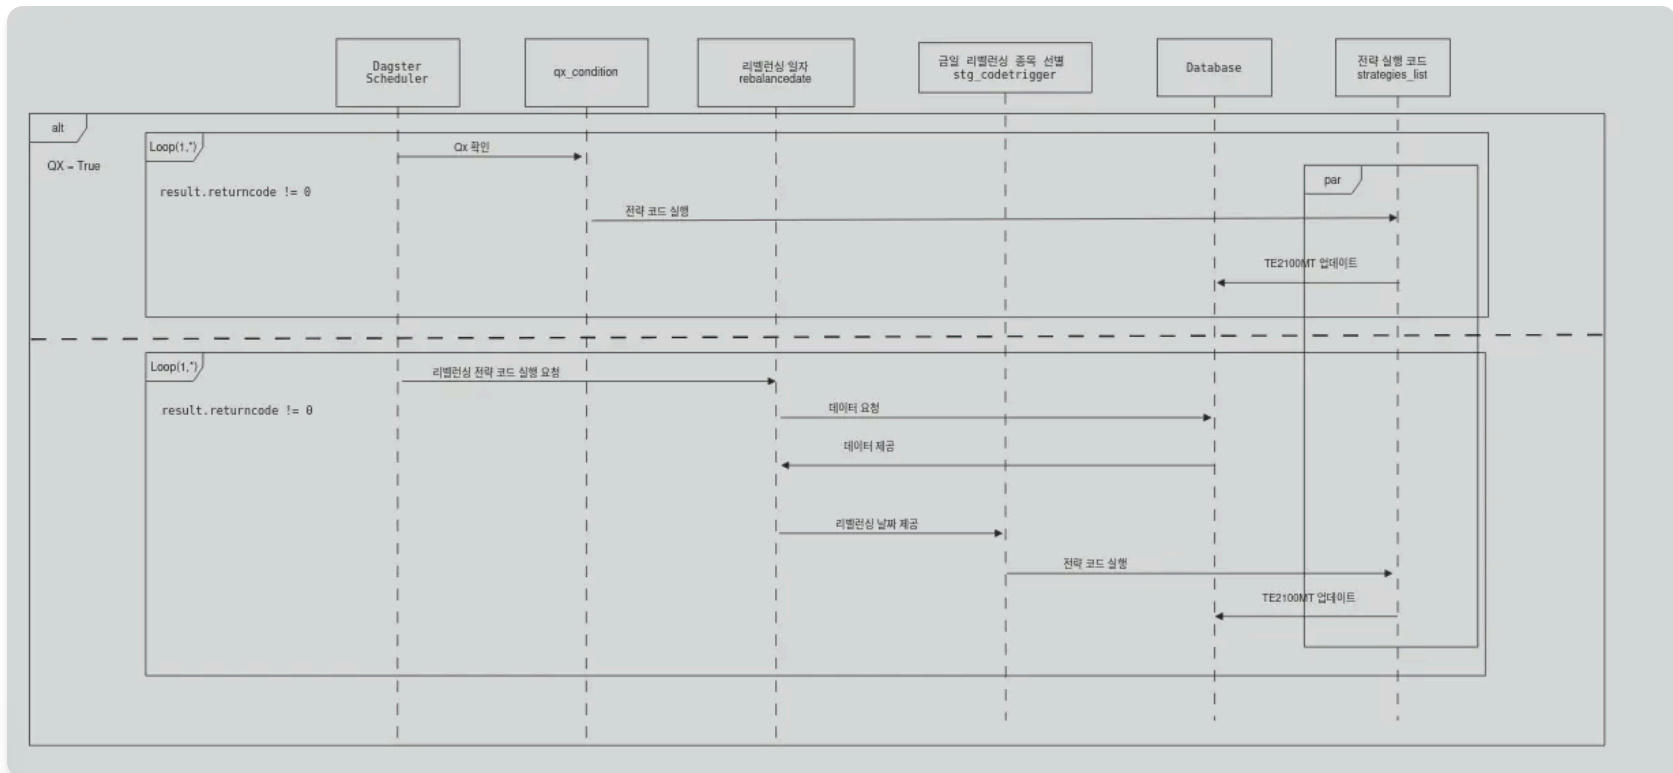 Dagster
Scheduler
qx_condition
리밸런싱 일자
rebalancedate
금일 리밸런싱 종목 선별
stg_codetrigger
Database
전략 실행 코드
strategies_list
alt
QX = True
Loop(1,*)
Qx 확인
par
result.returncode != 0
전략 코드 실행
TE2100MT 업데이트
Loop(1,*)
리밸런싱 전략 코드 실행 요청
result.returncode != 0
데이터 요청
데이터 제공
리밸런싱 날짜 제공
전략 코드 실행
TE2100MT 업데이트